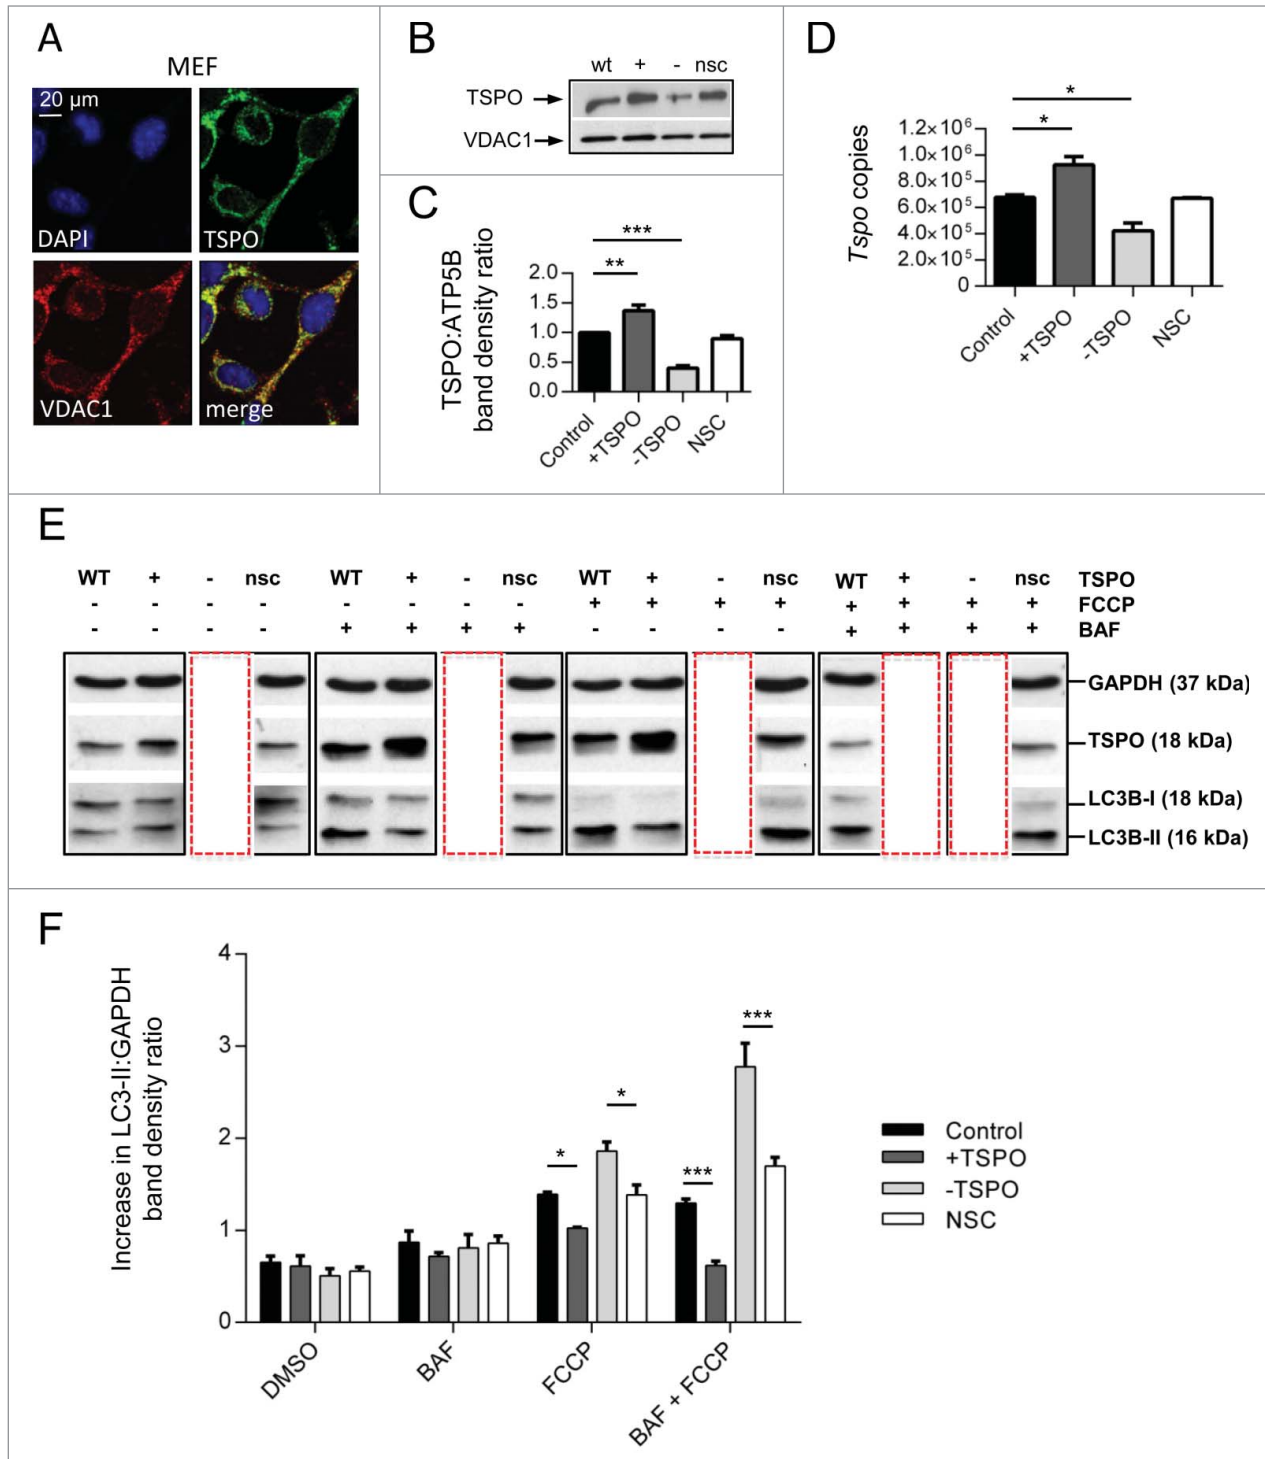 A
MEF
20 µm
DAPI
TSPO
VDAC1
merge
B
wt + - nsc
TSPO
VDAC1
C
TSPO:ATP5B
band density ratio
***
**
2.0
1.5
1.0
0.5
0.0
Control
+TSPO
-TSPO
NSC
D
Tspo copies
*
*
1.2×10⁶
1.0×10⁶
8.0×10⁵
6.0×10⁵
4.0×10⁵
2.0×10⁵
0
Control
+TSPO
-TSPO
NSC
E
WT + - nsc WT + - nsc WT + - nsc WT + - nsc TSPO
- - - - - - - - + + + + + + + + FCCP
- - - - + + + + - - - - + + + + BAF
GAPDH (37 kDa)
TSPO (18 kDa)
LC3B-I (18 kDa)
LC3B-II (16 kDa)
F
Increase in LC3-II:GAPDH
band density ratio
4
3
2
1
0
*
*
***
***
DMSO
BAF
FCCP
BAF + FCCP
Control
+TSPO
-TSPO
NSC